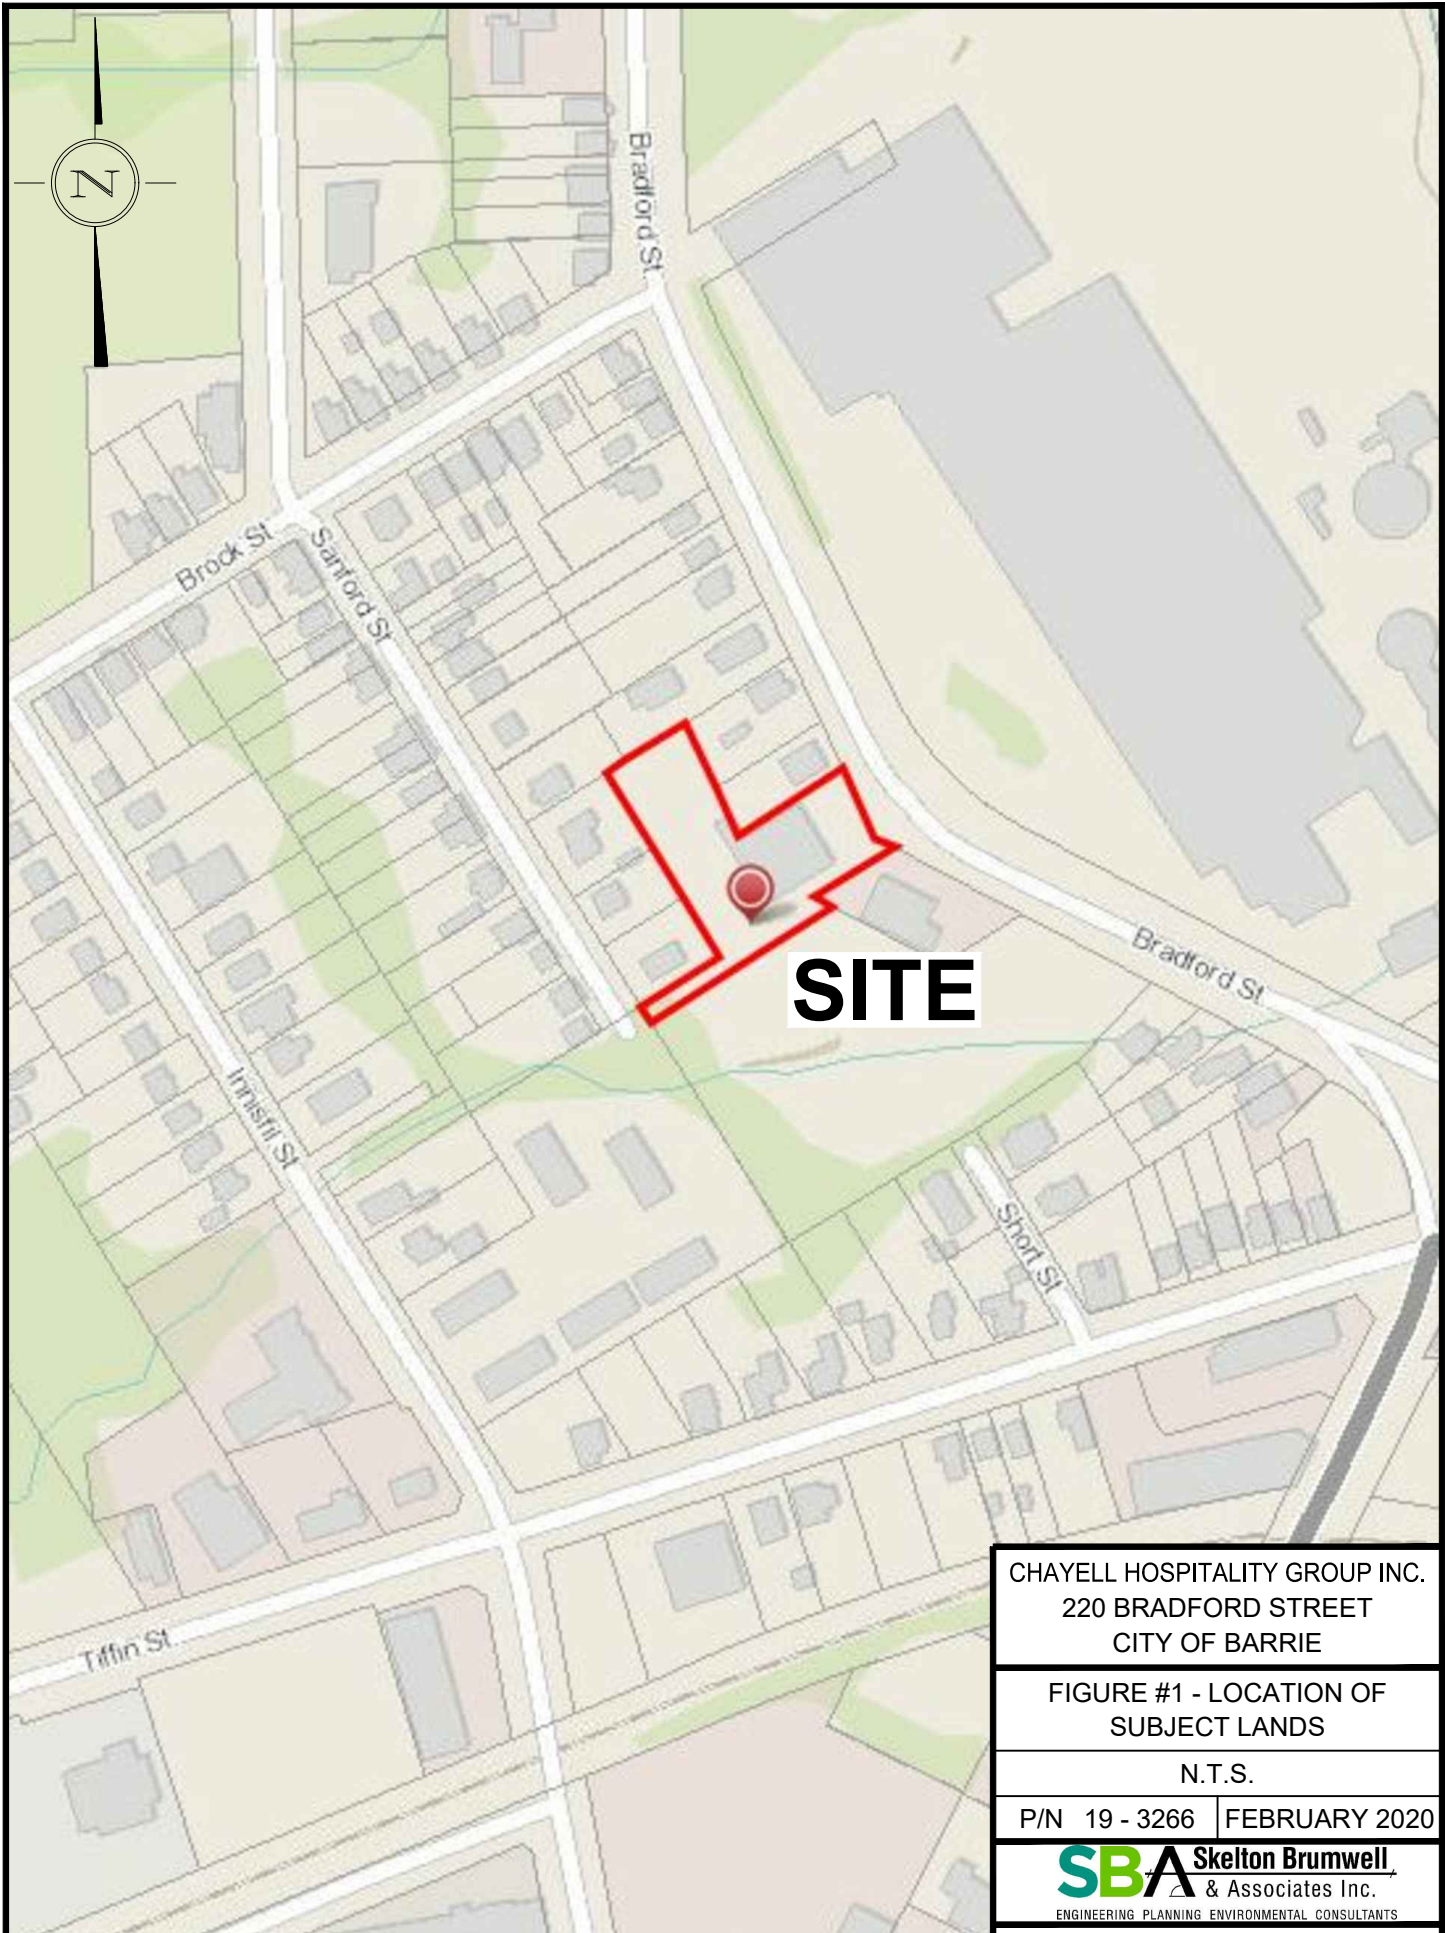 N
Bradford St
Brock St
Sanford St
SITE
Bradford St
Innisfil St
Short St
Tiffin St
CHAYELL HOSPITALITY GROUP INC.
220 BRADFORD STREET
CITY OF BARRIE
FIGURE #1 - LOCATION OF
SUBJECT LANDS
N.T.S.
P/N 19 - 3266 FEBRUARY 2020
SBA Skelton Brumwell
& Associates Inc.
ENGINEERING PLANNING ENVIRONMENTAL CONSULTANTS